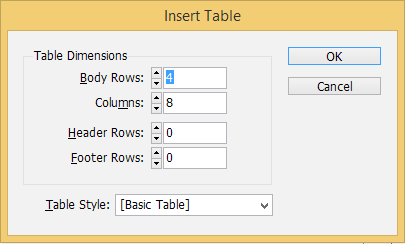 Insert Table
Table Dimensions
Body Rows: 4
Columns: 8
Header Rows: 0
Footer Rows: 0
Table Style: [Basic Table]
OK
Cancel